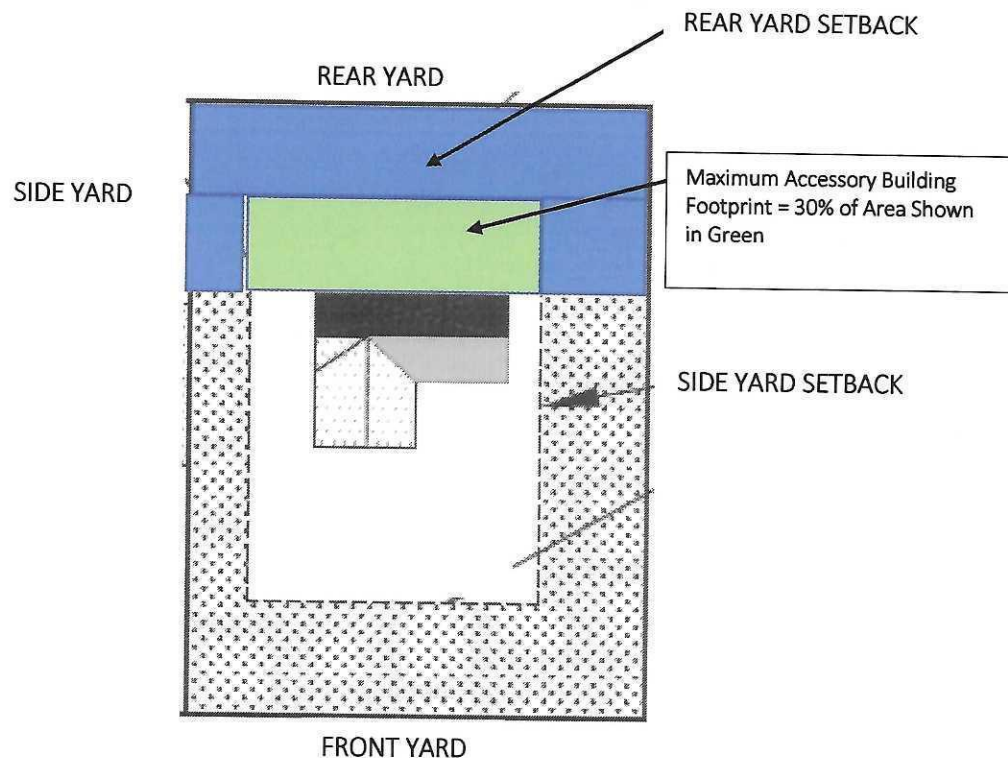 REAR YARD SETBACK
REAR YARD
SIDE YARD
Maximum Accessory Building
Footprint = 30% of Area Shown
in Green
SIDE YARD SETBACK
FRONT YARD